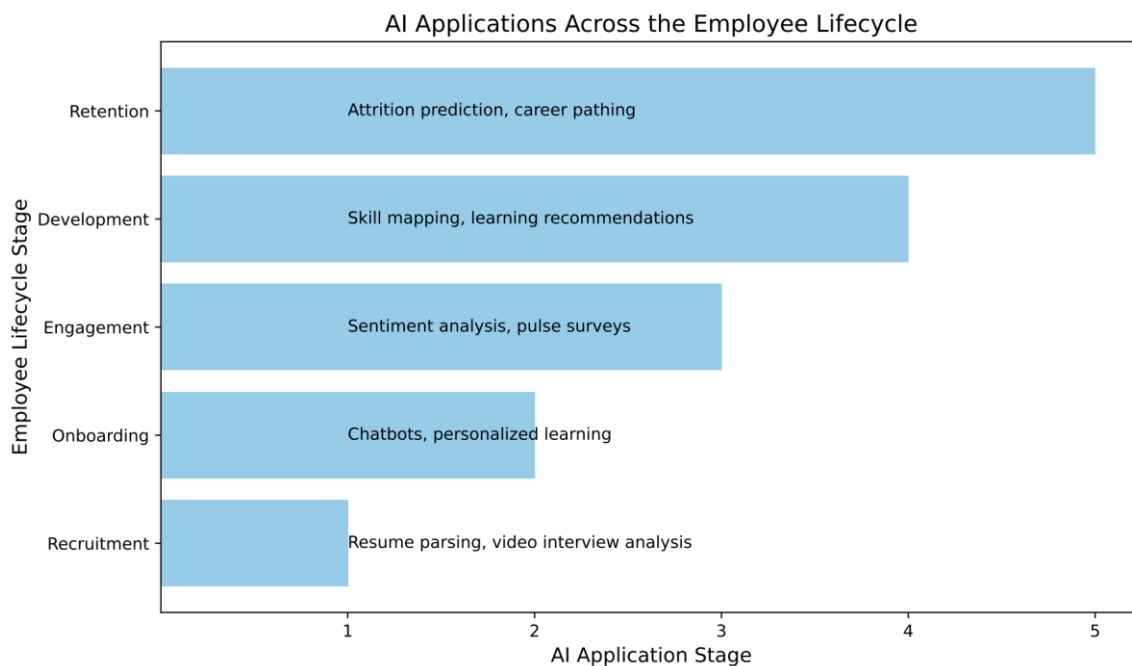 AI Applications Across the Employee Lifecycle
Employee Lifecycle Stage
Retention
Attrition prediction, career pathing
Development
Skill mapping, learning recommendations
Engagement
Sentiment analysis, pulse surveys
Onboarding
Chatbots, personalized learning
Recruitment
Resume parsing, video interview analysis
1 2 3 4 5
AI Application Stage